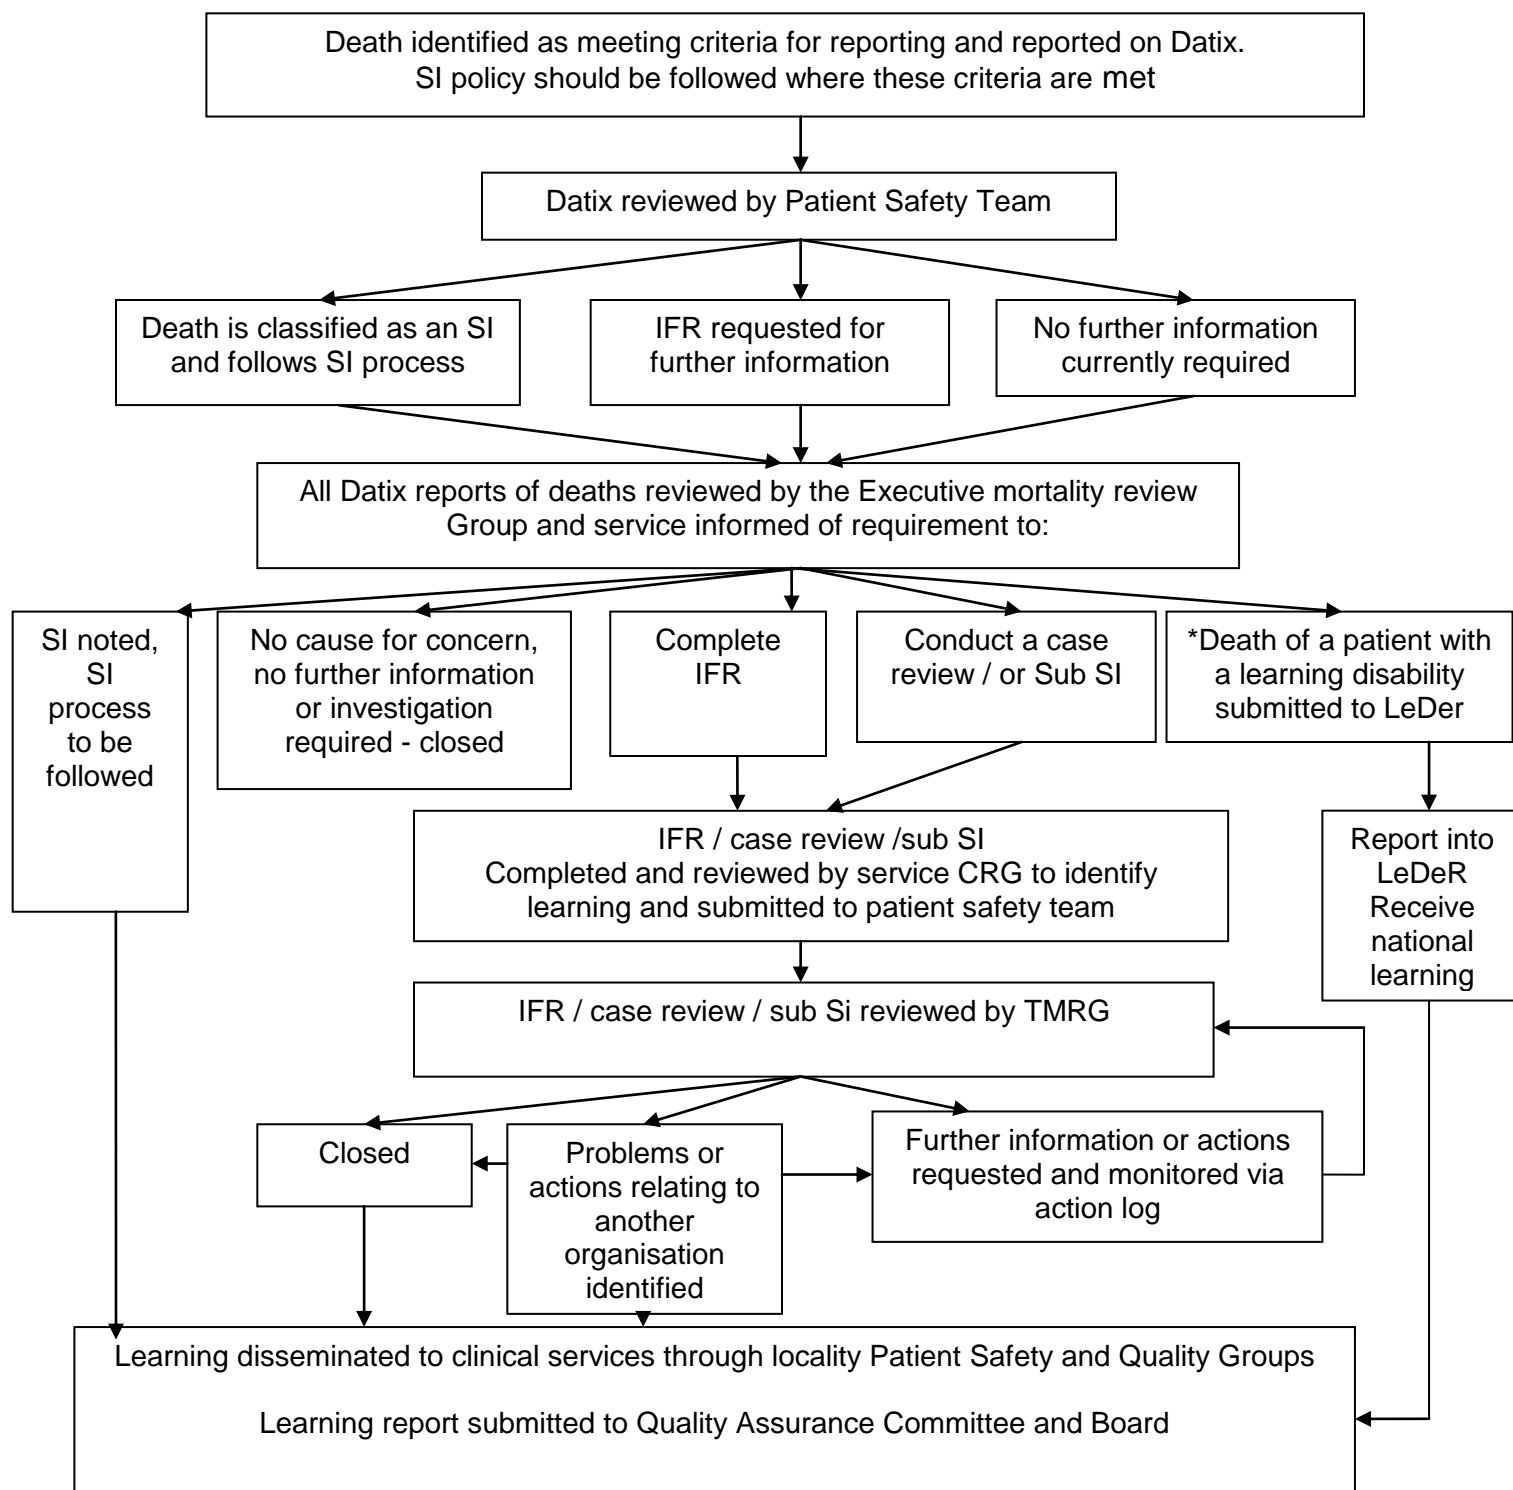 Death identified as meeting criteria for reporting and reported on Datix.
SI policy should be followed where these criteria are met
Datix reviewed by Patient Safety Team
Death is classified as an SI
and follows SI process
IFR requested for
further information
No further information
currently required
All Datix reports of deaths reviewed by the Executive mortality review
Group and service informed of requirement to:
SI noted,
SI
process
to be
followed
No cause for concern,
no further information
or investigation
required - closed
Complete
IFR
Conduct a case
review / or Sub SI
*Death of a patient with
a learning disability
submitted to LeDer
IFR / case review /sub SI
Completed and reviewed by service CRG to identify
learning and submitted to patient safety team
Report into
LeDeR
Receive
national
learning
IFR / case review / sub Si reviewed by TMRG
Closed
Problems or
actions relating to
another
organisation
identified
Further information or actions
requested and monitored via
action log
Learning disseminated to clinical services through locality Patient Safety and Quality Groups
Learning report submitted to Quality Assurance Committee and Board